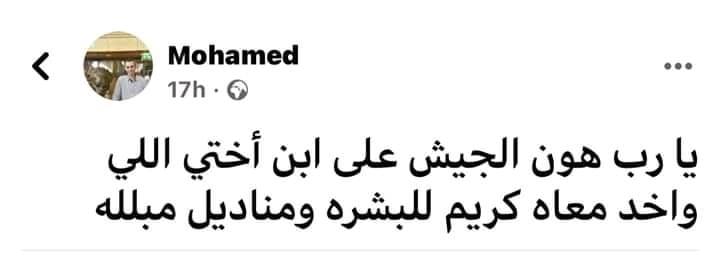 Mohamed
17h ·
يا رب هون الجيش على ابن أختي اللي
واخد معاه كريم للبشره ومناديل مبلله